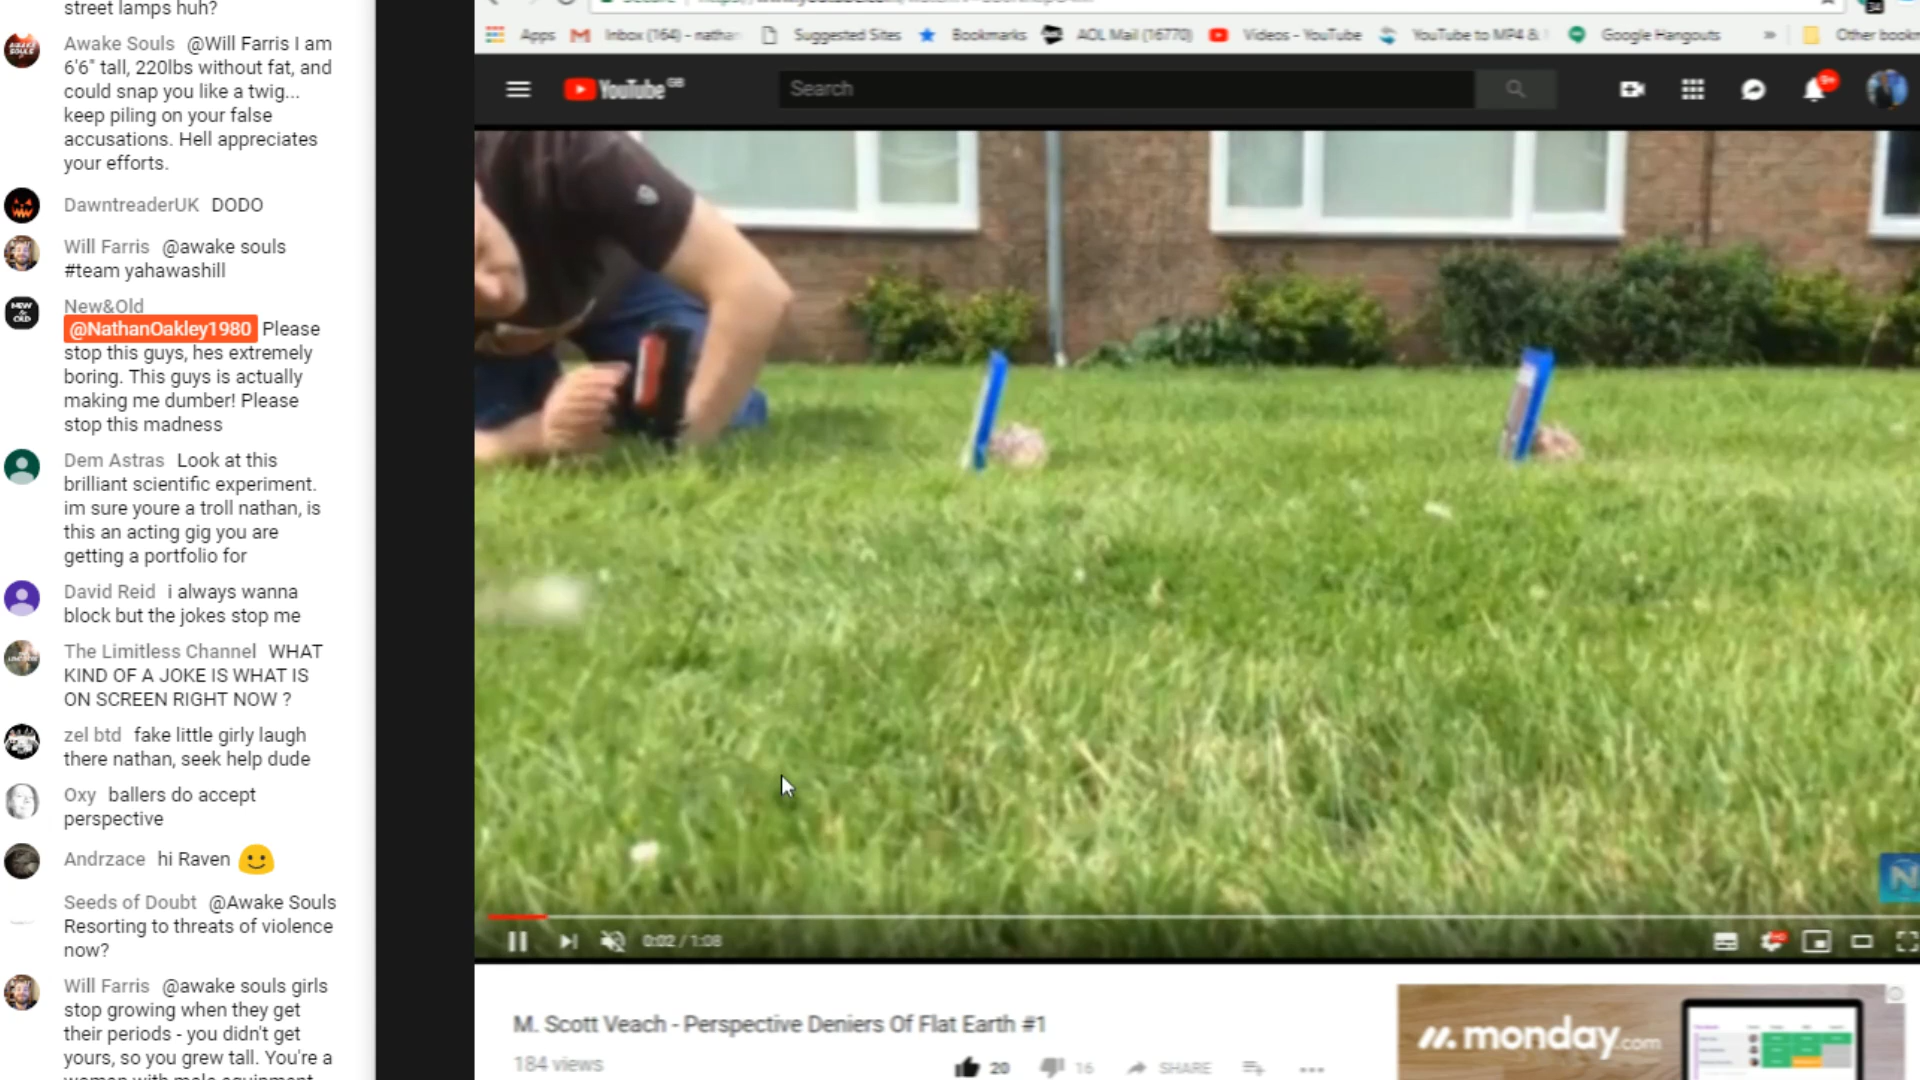 street lamps huh?
Awake Souls @Will Farris I am
6'6" tall, 220lbs without fat, and
could snap you like a twig...
keep piling on your false
accusations. Hell appreciates
your efforts.
DawntreaderUK DODO
Will Farris @awake souls
#team yahawashill
New&Old
@NathanOakley1980 Please
stop this guys, hes extremely
boring. This guys is actually
making me dumber! Please
stop this madness
Dem Astras Look at this
brilliant scientific experiment.
im sure youre a troll nathan, is
this an acting gig you are
getting a portfolio for
David Reid i always wanna
block but the jokes stop me
The Limitless Channel WHAT
KIND OF A JOKE IS WHAT IS
ON SCREEN RIGHT NOW ?
zel btd fake little girly laugh
there nathan, seek help dude
Oxy ballers do accept
perspective
Andrzace hi Raven
Seeds of Doubt @Awake Souls
Resorting to threats of violence
now?
Will Farris @awake souls girls
stop growing when they get
their periods - you didn't get
yours, so you grew tall. You're a
Apps Inbox (164) - nathan Suggested Sites Bookmarks AOL Mail (16770) Videos - YouTube YouTube to MP4 & Google Hangouts » Other bookm
YouTube GB
Search
9+
N
0:02 / 1:08
M. Scott Veach - Perspective Deniers Of Flat Earth #1
184 views
20 16 SHARE
monday.com